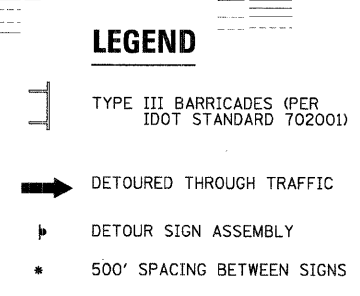 LEGEND
TYPE III BARRICADES (PER
IDOT STANDARD 702001)
DETOURED THROUGH TRAFFIC
DETOUR SIGN ASSEMBLY
* 500' SPACING BETWEEN SIGNS